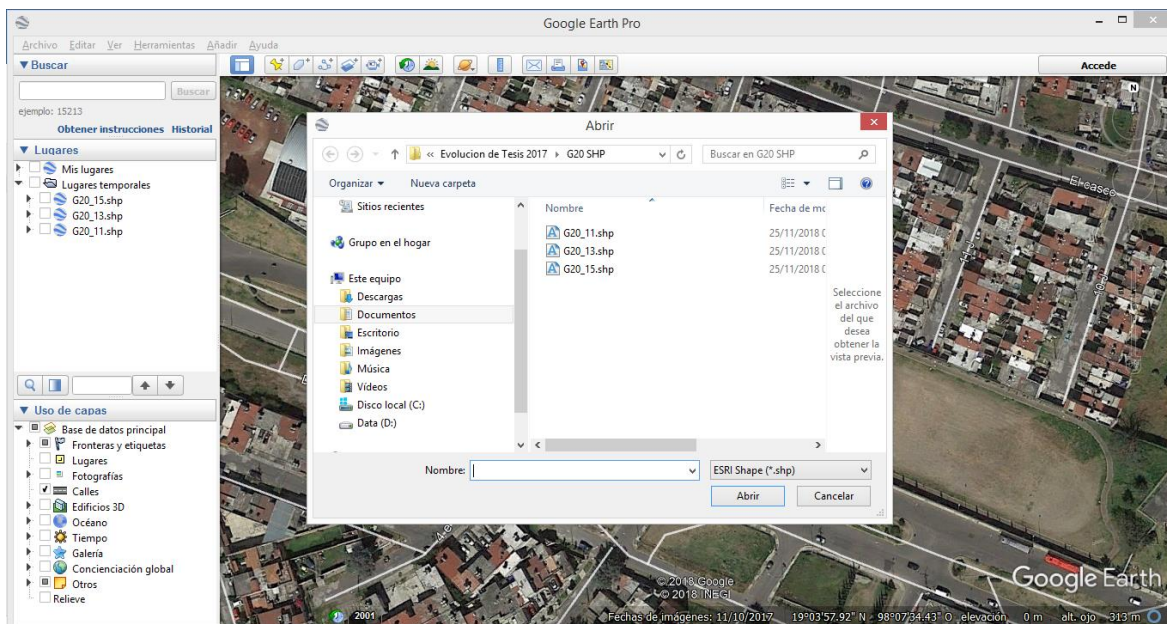 Google Earth Pro
Archivo Editar Ver Herramientas Añadir Ayuda
Buscar
Buscar
ejemplo: 15213
Obtener instrucciones Historial
Lugares
Mis lugares
Lugares temporales
G20_15.shp
G20_13.shp
G20_11.shp
Uso de capas
Base de datos principal
Fronteras y etiquetas
Lugares
Fotografías
Calles
Edificios 3D
Océano
Tiempo
Galería
Concienciación global
Otros
Relieve
Accede
N
Abrir
« Evolucion de Tesis 2017 G20 SHP
Buscar en G20 SHP
Organizar Nueva carpeta
Sitios recientes
Grupo en el hogar
Este equipo
Descargas
Documentos
Escritorio
Imágenes
Música
Vídeos
Disco local (C:)
Data (D:)
Nombre Fecha de mc
G20_11.shp 25/11/2018 0
G20_13.shp 25/11/2018 0
G20_15.shp 25/11/2018 0
Seleccione
el archivo
del que
desea
obtener la
vista previa.
Nombre: ESRI Shape (*.shp)
Abrir Cancelar
El casco
© 2018 Google
© 2018 INEGI
Google Earth
2001
Fechas de imágenes: 11/10/2017 19°03'57.92" N - 98°07'34.43" O elevación 0 m alt. ojo 313 m